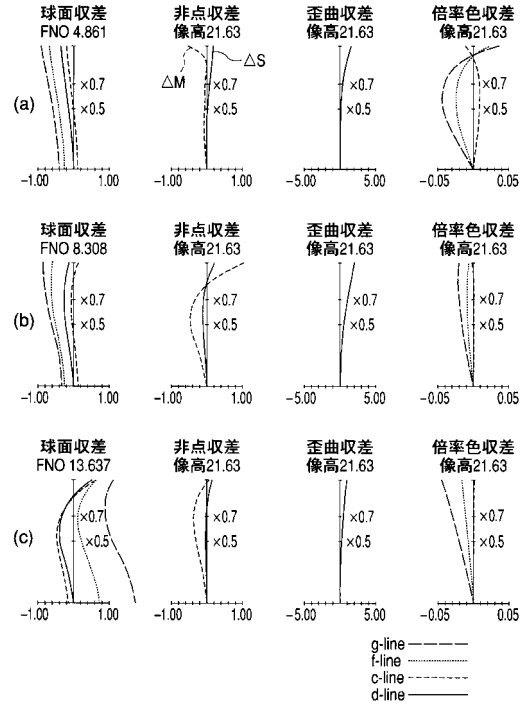 球面収差 非点収差 歪曲収差 倍率色収差
FNO 4.861 像高21.63 像高21.63 像高21.63
△M △S
×0.7 ×0.7 ×0.7 ×0.7
(a) ×0.5 ×0.5 ×0.5 ×0.5
-1.00 1.00 -1.00 1.00 -5.00 5.00 -0.05 0.05
球面収差 非点収差 歪曲収差 倍率色収差
FNO 8.308 像高21.63 像高21.63 像高21.63
×0.7 ×0.7 ×0.7 ×0.7
(b) ×0.5 ×0.5 ×0.5 ×0.5
-1.00 1.00 -1.00 1.00 -5.00 5.00 -0.05 0.05
球面収差 非点収差 歪曲収差 倍率色収差
FNO 13.637 像高21.63 像高21.63 像高21.63
×0.7 ×0.7 ×0.7 ×0.7
(c) ×0.5 ×0.5 ×0.5 ×0.5
-1.00 1.00 -1.00 1.00 -5.00 5.00 -0.05 0.05
g-line
f-line
c-line
d-line